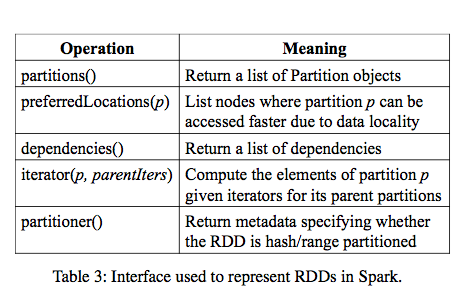 Operation Meaning
partitions() Return a list of Partition objects
preferredLocations(p) List nodes where partition p can be
accessed faster due to data locality
dependencies() Return a list of dependencies
iterator(p, parentIters) Compute the elements of partition p
given iterators for its parent partitions
partitioner() Return metadata specifying whether
the RDD is hash/range partitioned
Table 3: Interface used to represent RDDs in Spark.